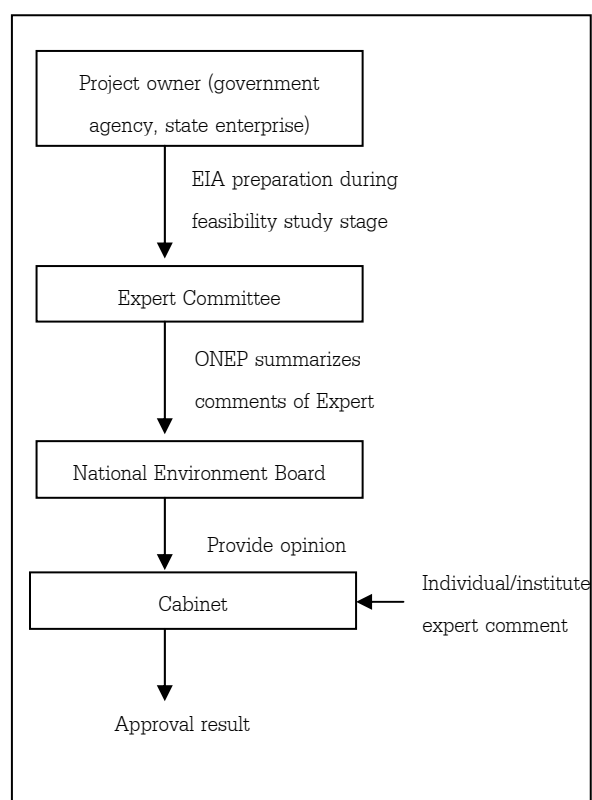 Project owner (government
agency, state enterprise)
EIA preparation during
feasibility study stage
Expert Committee
ONEP summarizes
comments of Expert
National Environment Board
Provide opinion
Cabinet
Individual/institute
expert comment
Approval result